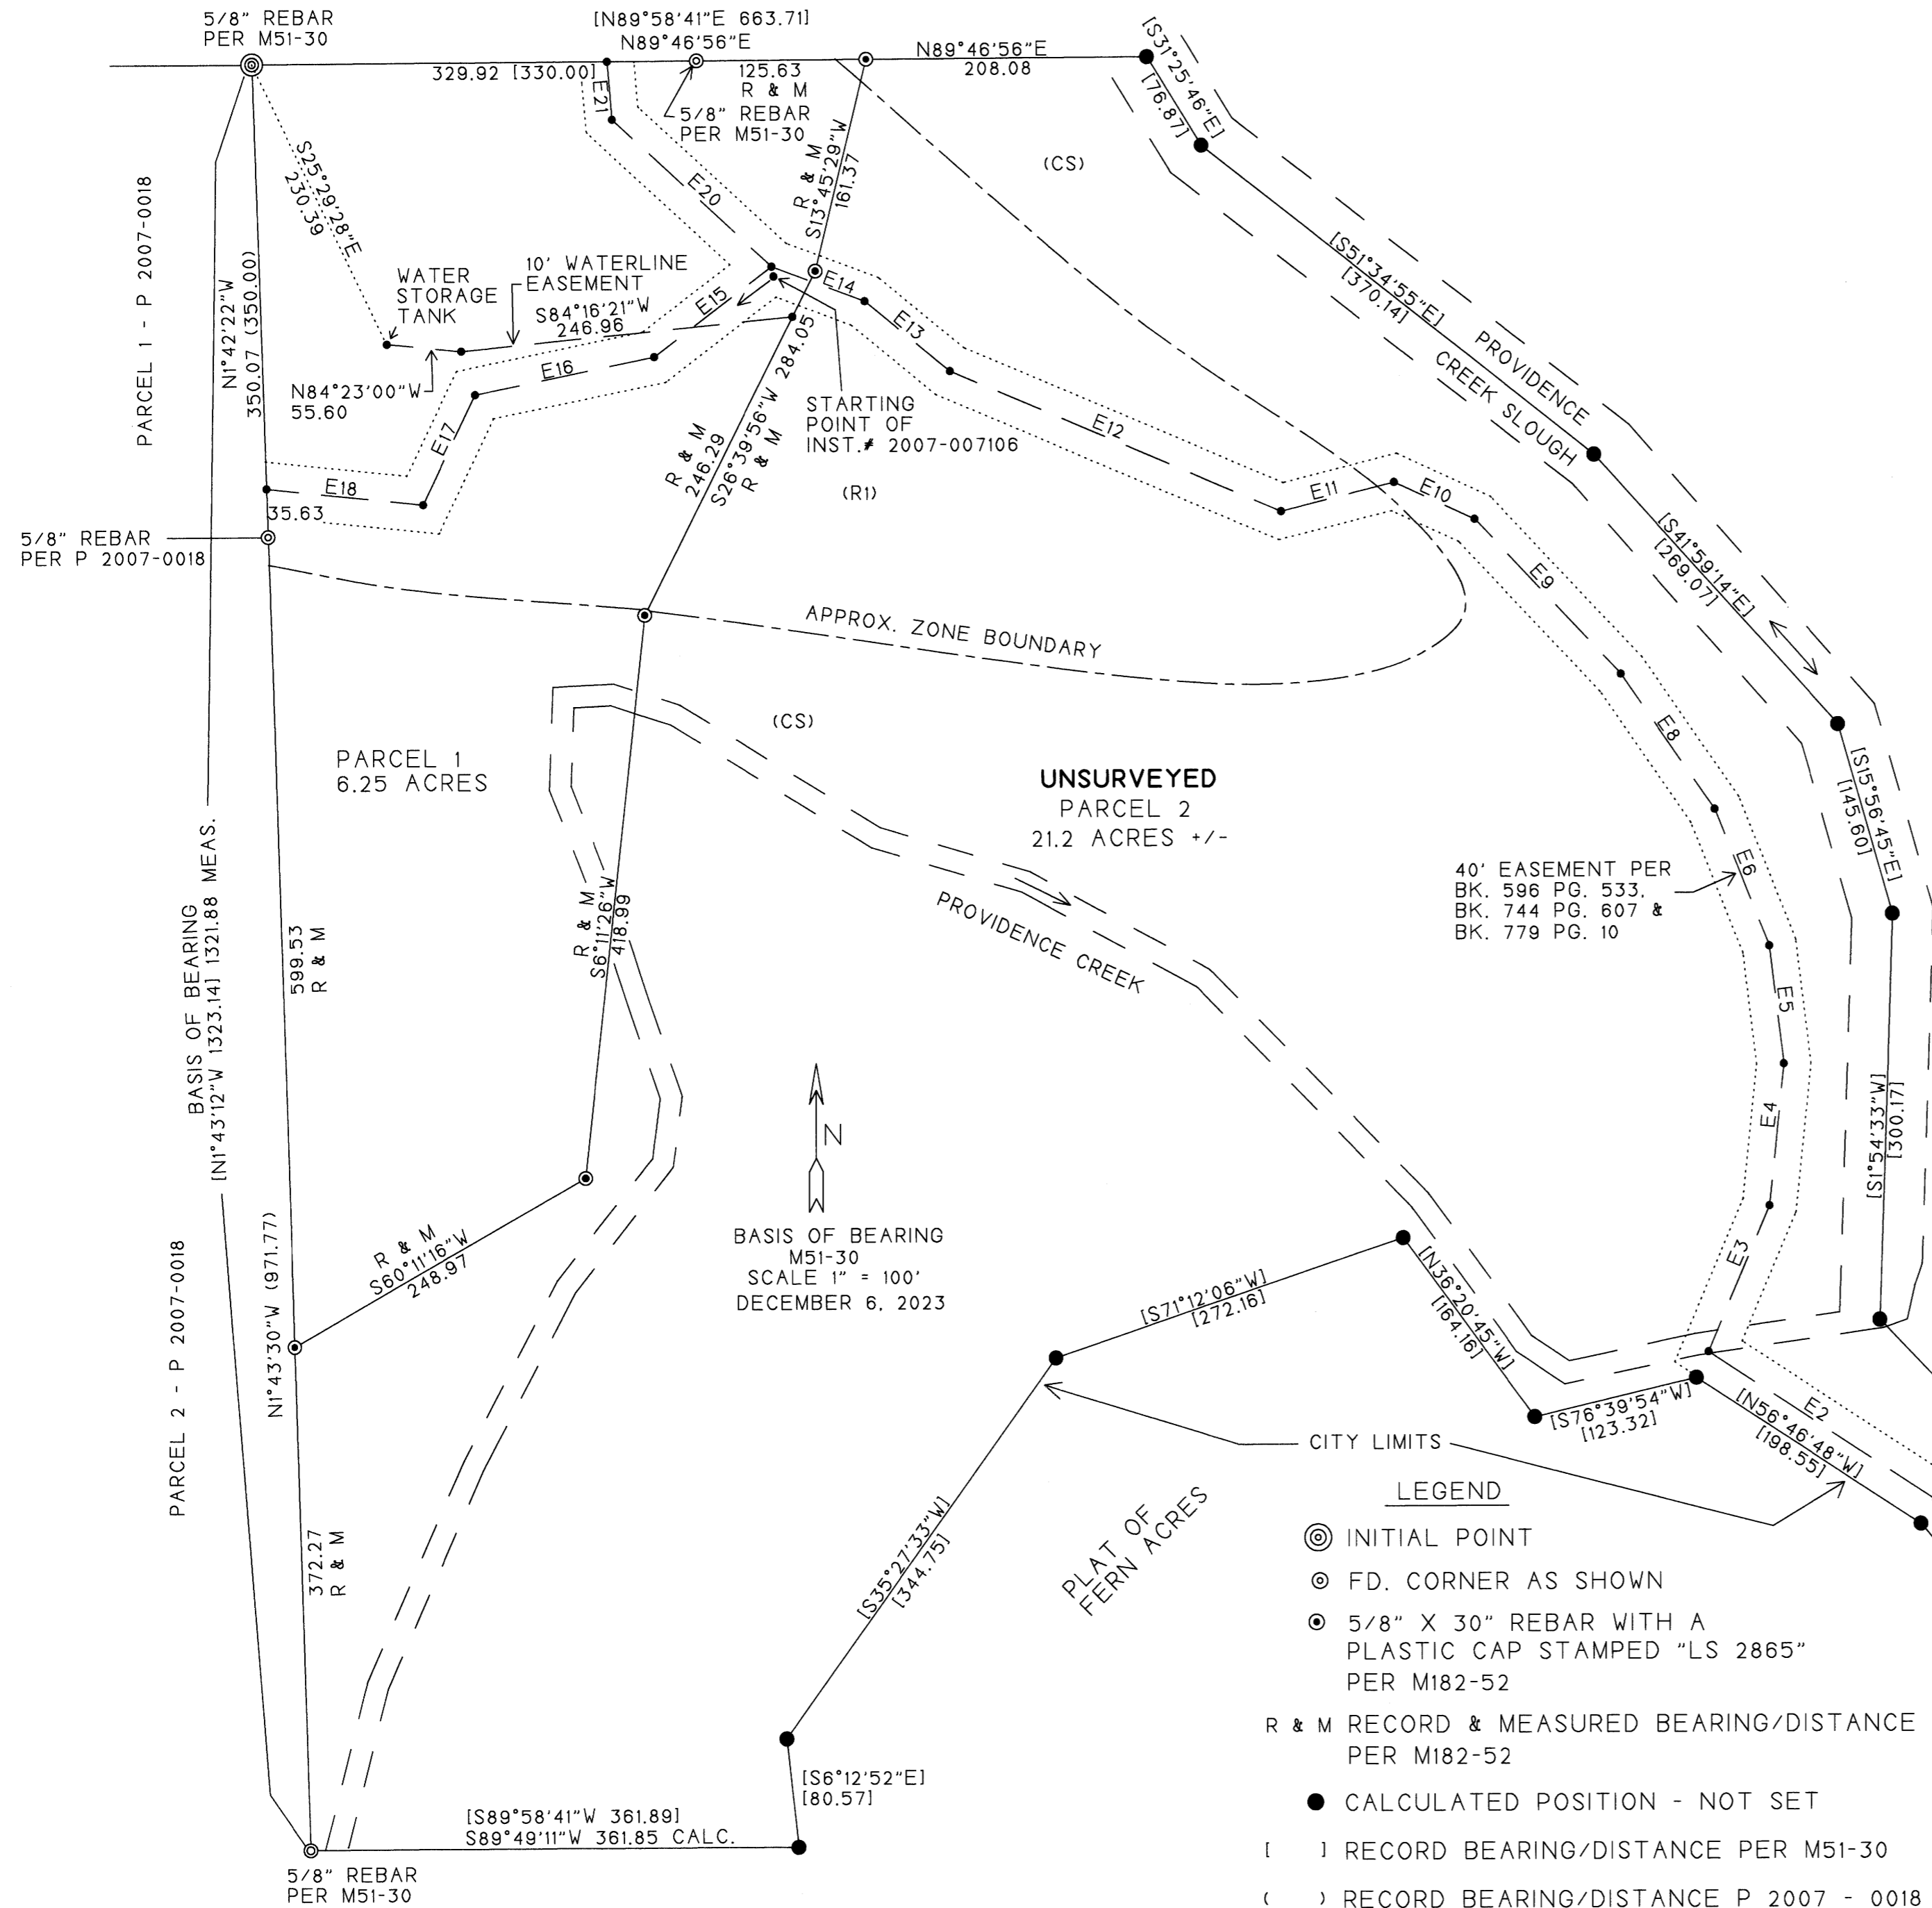 5/8" REBAR
PER M51-30
[N89°58'41"E 663.71]
N89°46'56"E
329.92 [330.00]
125.63
R & M
5/8" REBAR
PER M51-30
N89°46'56"E
208.08
[S31°25'46"E]
[76.87]
E21
E20
R & M
S13°45'29"W
161.37
(CS)
S25°29'28"E
230.39
PARCEL 1 - P 2007-0018
N1°42'22"W
350.07 (350.00)
WATER
STORAGE
TANK
10' WATERLINE
EASEMENT
S84°16'21"W
246.96
E15
E14
E13
[S51°34'55"E]
[370.14]
PROVIDENCE
CREEK SLOUGH
N84°23'00"W
55.60
E16
E17
E18
35.63
R & M
246.29
S26°39'56"W 284.05
R & M
STARTING
POINT OF
INST.# 2007-007106
(R1)
E12
E11
E10
E9
5/8" REBAR
PER P 2007-0018
APPROX. ZONE BOUNDARY
[S41°59'14"E]
[269.07]
E8
PARCEL 1
6.25 ACRES
(CS)
UNSURVEYED
PARCEL 2
21.2 ACRES +/-
[S15°56'45"E]
[145.60]
E6
40' EASEMENT PER
BK. 596 PG. 533,
BK. 744 PG. 607 &
BK. 779 PG. 10
BASIS OF BEARING
[N1°43'12"W 1323.14] 1321.88 MEAS.
599.53
R & M
R & M
S6°11'26"W
418.99
PROVIDENCE CREEK
E5
E4
[S1°54'33"W]
[300.17]
N
BASIS OF BEARING
M51-30
SCALE 1" = 100'
DECEMBER 6, 2023
R & M
S60°11'16"W
248.97
PARCEL 2 - P 2007-0018
N1°43'30"W (971.77)
[S71°12'06"W]
[272.16]
[N36°20'45"W]
[164.16]
E3
E2
[S76°39'54"W]
[123.32]
[N56°46'48"W]
[198.55]
CITY LIMITS
372.27
R & M
[S35°27'33"W]
[344.75]
PLAT OF
FERN ACRES
LEGEND
INITIAL POINT
FD. CORNER AS SHOWN
5/8" X 30" REBAR WITH A
PLASTIC CAP STAMPED "LS 2865"
PER M182-52
R & M RECORD & MEASURED BEARING/DISTANCE
PER M182-52
CALCULATED POSITION - NOT SET
[ ] RECORD BEARING/DISTANCE PER M51-30
( ) RECORD BEARING/DISTANCE P 2007 - 0018
[S6°12'52"E]
[80.57]
[S89°58'41"W 361.89]
S89°49'11"W 361.85 CALC.
5/8" REBAR
PER M51-30